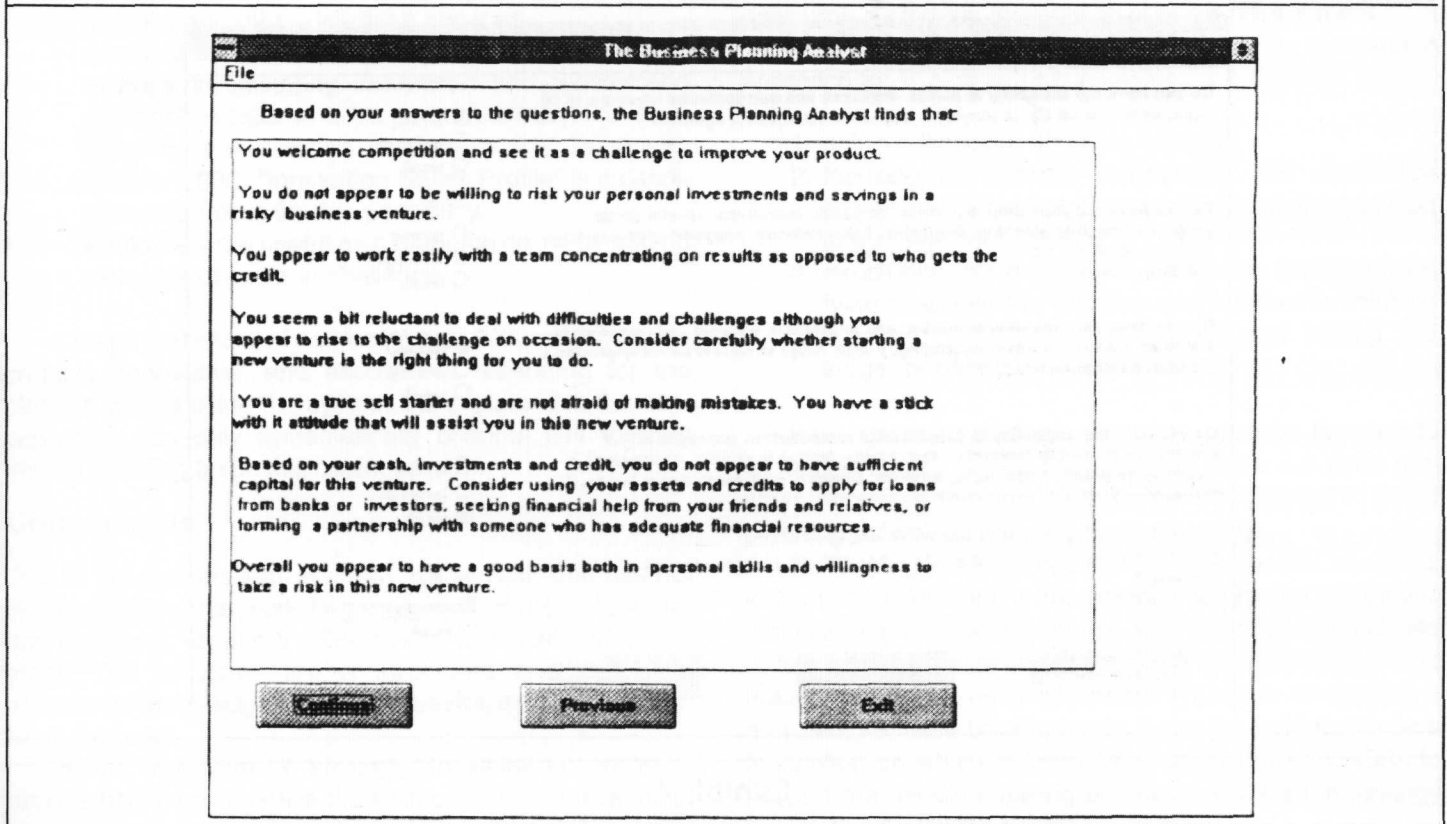 The Business Planning Analyst
File
Based on your answers to the questions, the Business Planning Analyst finds that:
You welcome competition and see it as a challenge to improve your product.
You do not appear to be willing to risk your personal investments and savings in a
risky business venture.
You appear to work easily with a team concentrating on results as opposed to who gets the
credit.
You seem a bit reluctant to deal with difficulties and challenges although you
appear to rise to the challenge on occasion. Consider carefully whether starting a
new venture is the right thing for you to do.
You are a true self starter and are not afraid of making mistakes. You have a stick
with it attitude that will assist you in this new venture.
Based on your cash, investments and credit, you do not appear to have sufficient
capital for this venture. Consider using your assets and credits to apply for loans
from banks or investors, seeking financial help from your friends and relatives, or
forming a partnership with someone who has adequate financial resources.
Overall you appear to have a good basis both in personal skills and willingness to
take a risk in this new venture.
Continue Previous Exit